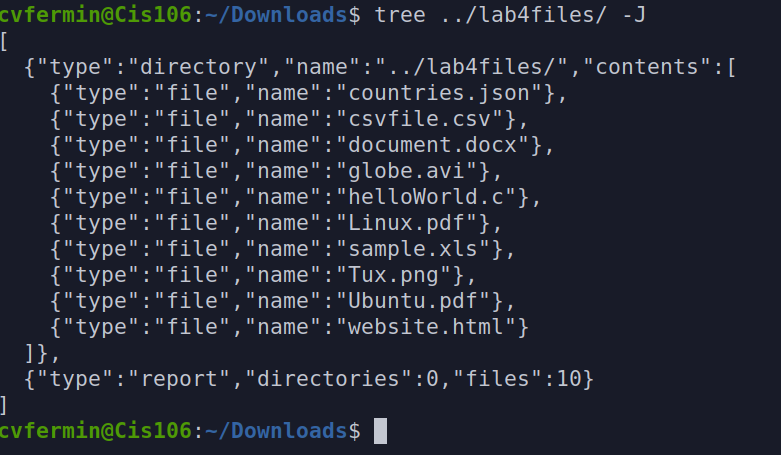 cvfermin@Cis106:~/Downloads$ tree ../lab4files/ -J
[
  {"type":"directory","name":"../lab4files/","contents":[
    {"type":"file","name":"countries.json"},
    {"type":"file","name":"csvfile.csv"},
    {"type":"file","name":"document.docx"},
    {"type":"file","name":"globe.avi"},
    {"type":"file","name":"helloWorld.c"},
    {"type":"file","name":"Linux.pdf"},
    {"type":"file","name":"sample.xls"},
    {"type":"file","name":"Tux.png"},
    {"type":"file","name":"Ubuntu.pdf"},
    {"type":"file","name":"website.html"}
  ]},
  {"type":"report","directories":0,"files":10}
]
cvfermin@Cis106:~/Downloads$